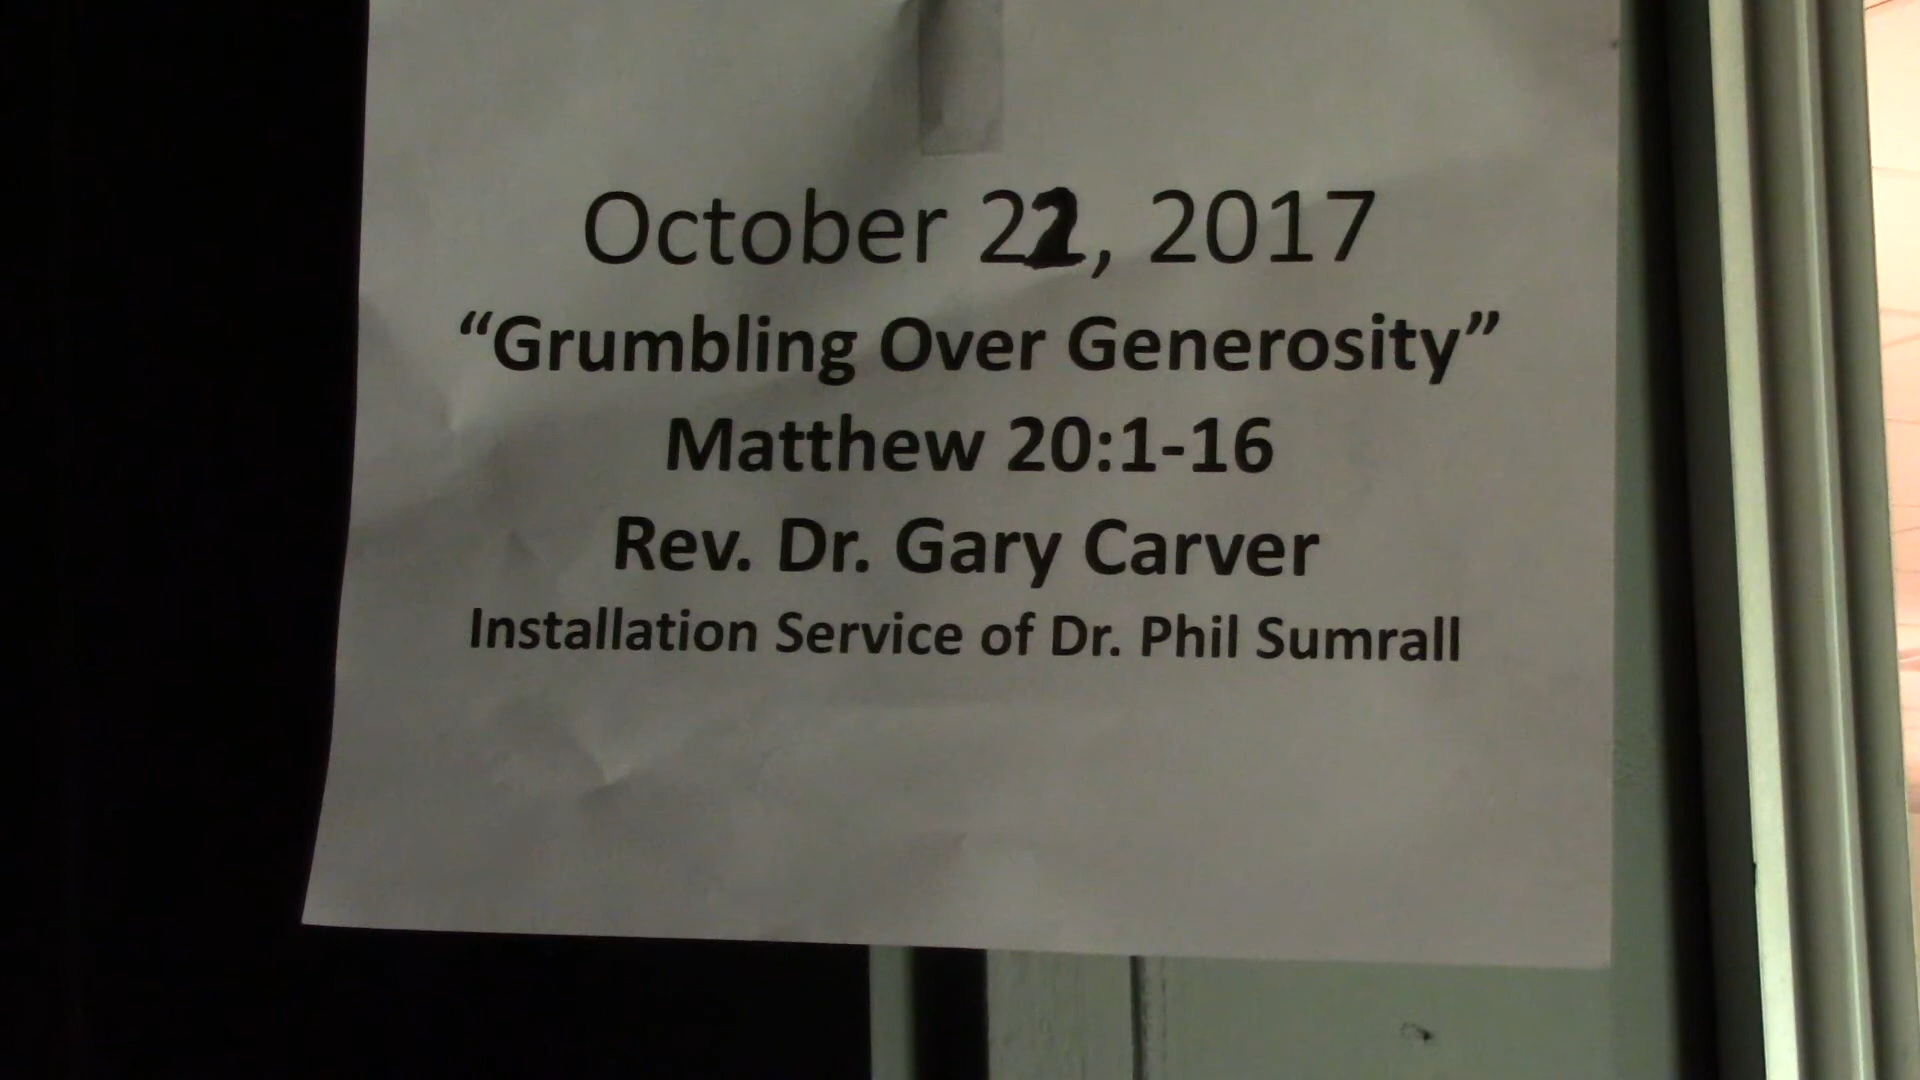 October 22, 2017
“Grumbling Over Generosity”
Matthew 20:1-16
Rev. Dr. Gary Carver
Installation Service of Dr. Phil Sumrall